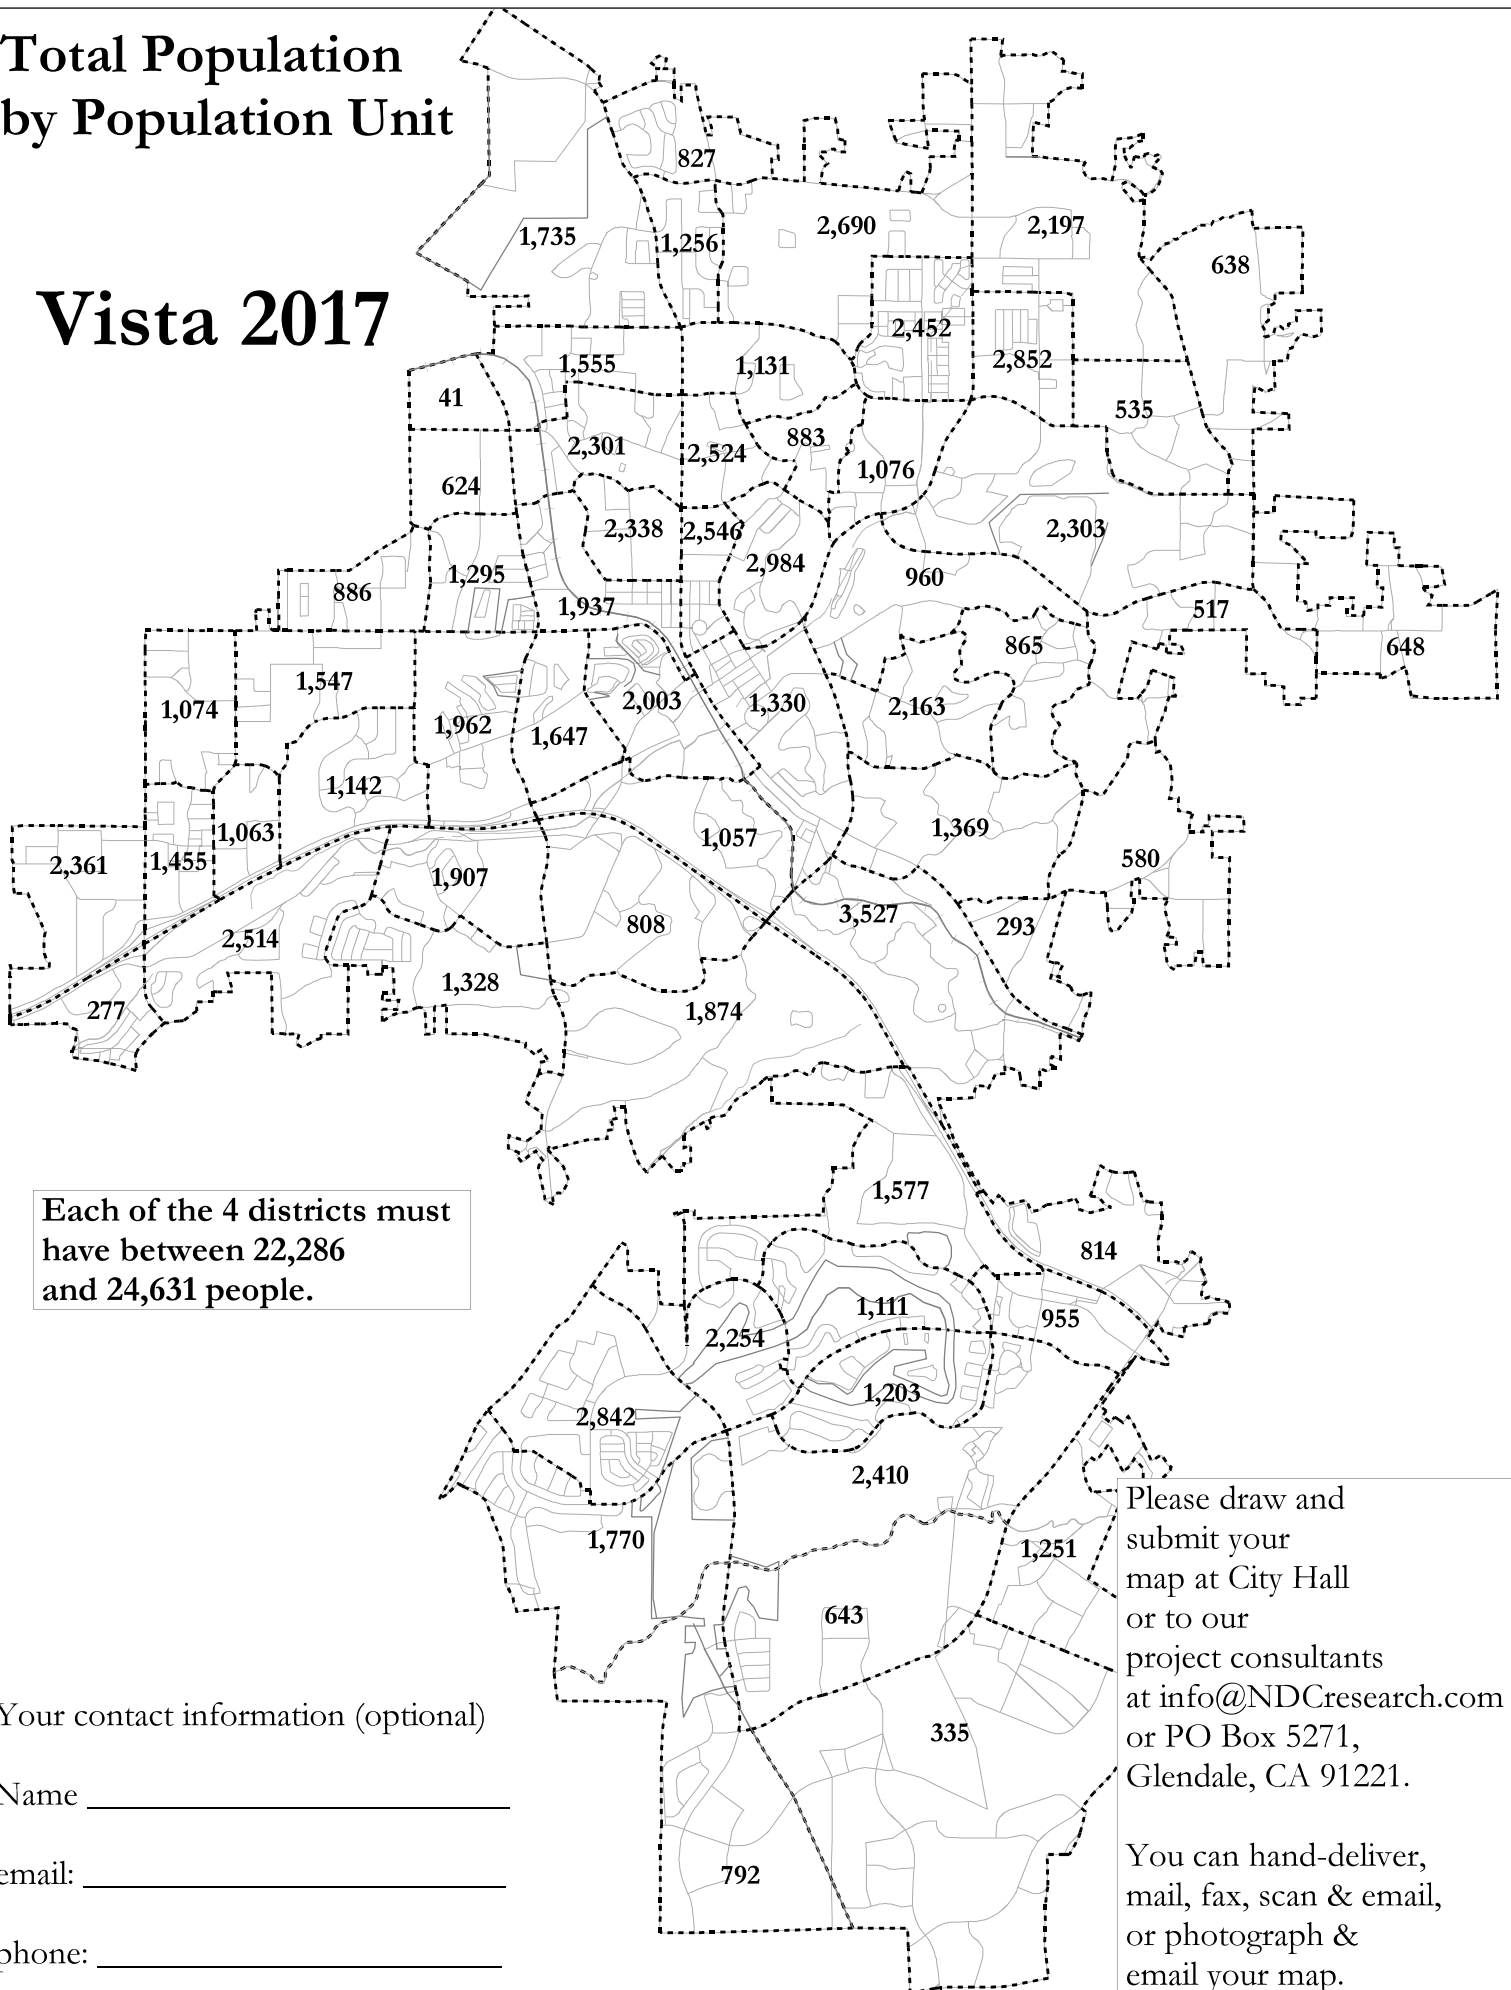 Total Population
by Population Unit
Vista 2017
827
1,735
1,256
2,690
2,197
638
2,452
1,555
1,131
2,852
41
535
2,301
2,524
883
1,076
624
2,338
2,546
2,303
2,984
1,295
960
886
1,937
517
865
648
1,547
1,074
2,003
1,330
2,163
1,962
1,647
1,142
1,063
1,057
1,369
2,361
1,455
580
1,907
3,527
808
293
2,514
1,328
277
1,874
Each of the 4 districts must
have between 22,286
and 24,631 people.
1,577
814
1,111
955
2,254
1,203
2,842
2,410
1,770
1,251
643
335
792
Please draw and
submit your
map at City Hall
or to our
project consultants
at info@NDCresearch.com
or PO Box 5271,
Glendale, CA 91221.
You can hand-deliver,
mail, fax, scan & email,
or photograph &
email your map.
Your contact information (optional)
Name
email:
phone: